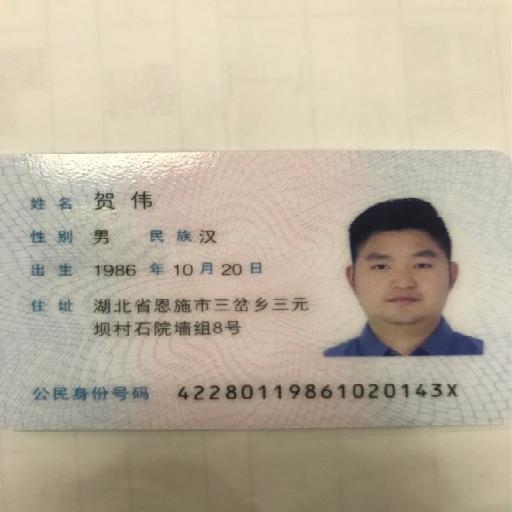 姓名 贺伟
性别 男 民族 汉
出生 1986 年 10 月 20 日
住址 湖北省恩施市三岔乡三元
坝村石院墙组8号
公民身份号码 42280119861020143X